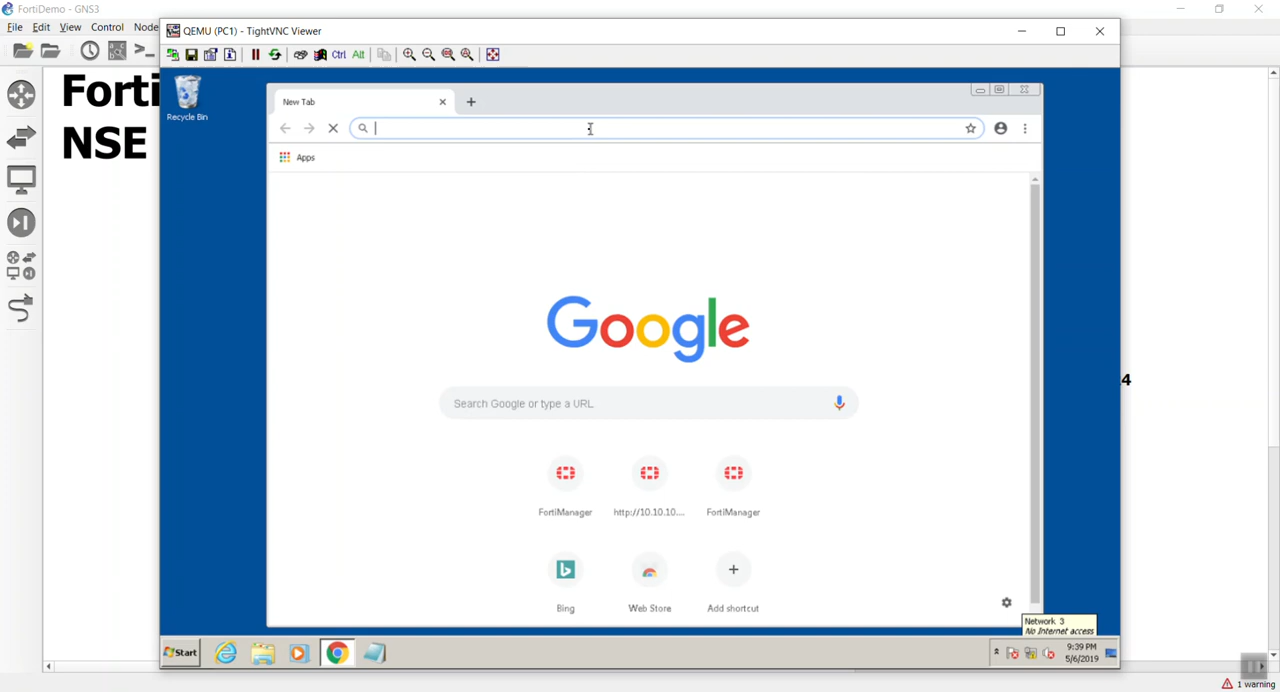 FortiDemo - GNS3
File Edit View Control Node
Forti
NSE
QEMU (PC1) - TightVNC Viewer
Ctrl Alt
Recycle Bin
New Tab
Apps
Google
Search Google or type a URL
FortiManager
http://10.10.10....
FortiManager
Bing
Web Store
Add shortcut
Network 3
No Internet access
4
Start
9:39 PM
5/6/2019
1 warning